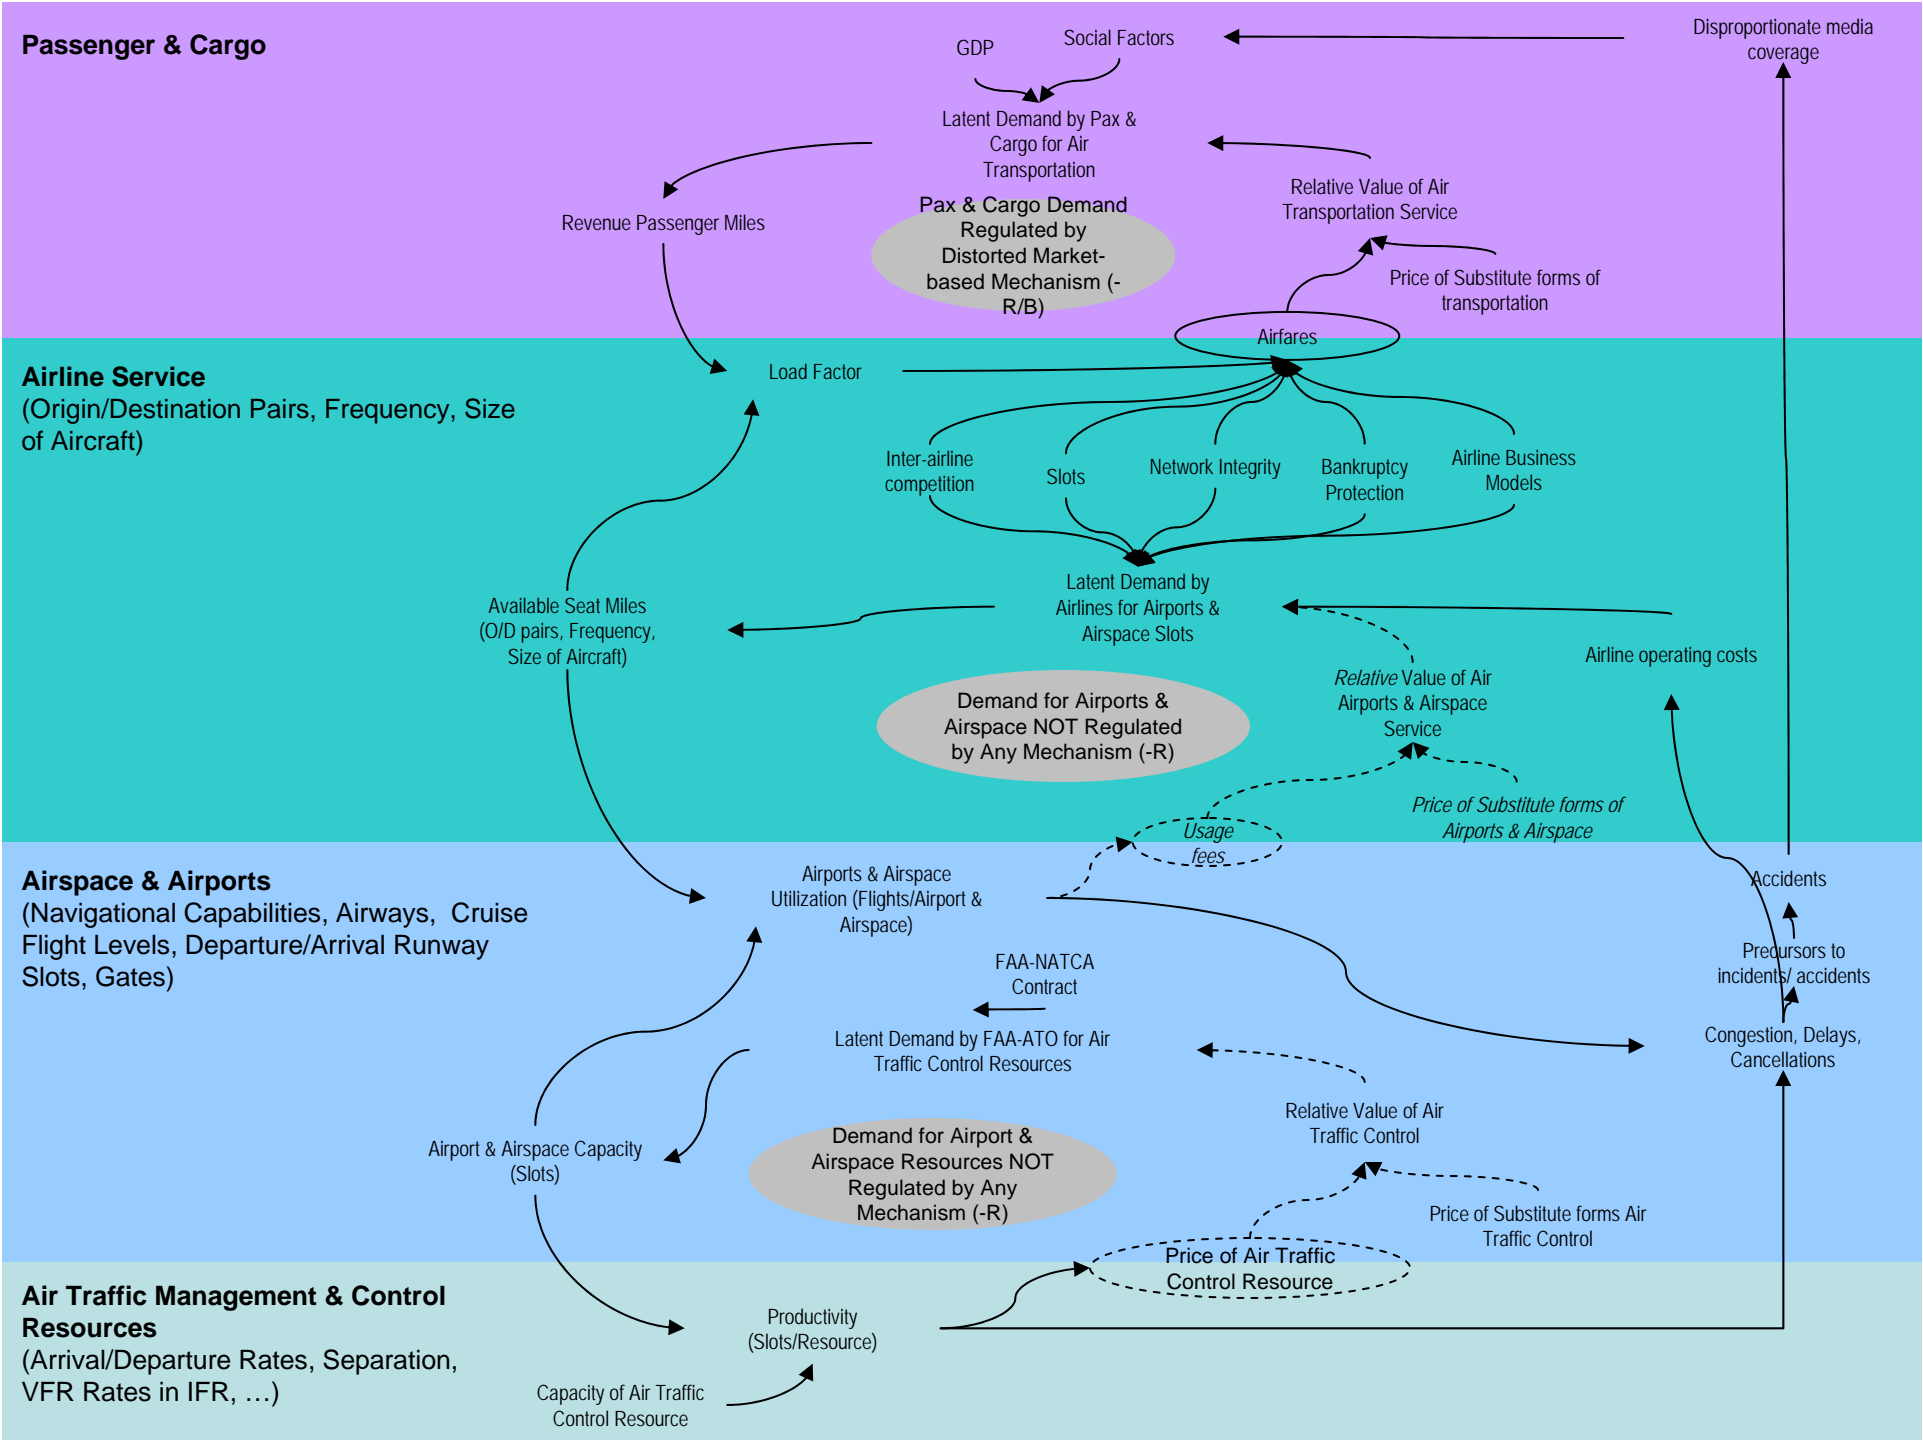 Passenger & Cargo
GDP
Social Factors
Disproportionate media
coverage
Latent Demand by Pax &
Cargo for Air
Transportation
Relative Value of Air
Transportation Service
Revenue Passenger Miles
Pax & Cargo Demand
Regulated by
Distorted Market-
based Mechanism (-
R/B)
Price of Substitute forms of
transportation
Airfares
Airline Service
(Origin/Destination Pairs, Frequency, Size
of Aircraft)
Load Factor
Inter-airline
competition
Slots
Network Integrity
Bankruptcy
Protection
Airline Business
Models
Latent Demand by
Airlines for Airports &
Airspace Slots
Available Seat Miles
(O/D pairs, Frequency,
Size of Aircraft)
Airline operating costs
Relative Value of Air
Airports & Airspace
Service
Demand for Airports &
Airspace NOT Regulated
by Any Mechanism (-R)
Price of Substitute forms of
Airports & Airspace
Usage
fees
Airspace & Airports
(Navigational Capabilities, Airways,  Cruise
Flight Levels, Departure/Arrival Runway
Slots, Gates)
Airports & Airspace
Utilization (Flights/Airport &
Airspace)
Accidents
Precursors to
incidents/ accidents
FAA-NATCA
Contract
Latent Demand by FAA-ATO for Air
Traffic Control Resources
Congestion, Delays,
Cancellations
Relative Value of Air
Traffic Control
Airport & Airspace Capacity
(Slots)
Demand for Airport &
Airspace Resources NOT
Regulated by Any
Mechanism (-R)
Price of Substitute forms Air
Traffic Control
Price of Air Traffic
Control Resource
Air Traffic Management & Control
Resources
(Arrival/Departure Rates, Separation,
VFR Rates in IFR, …)
Productivity
(Slots/Resource)
Capacity of Air Traffic
Control Resource